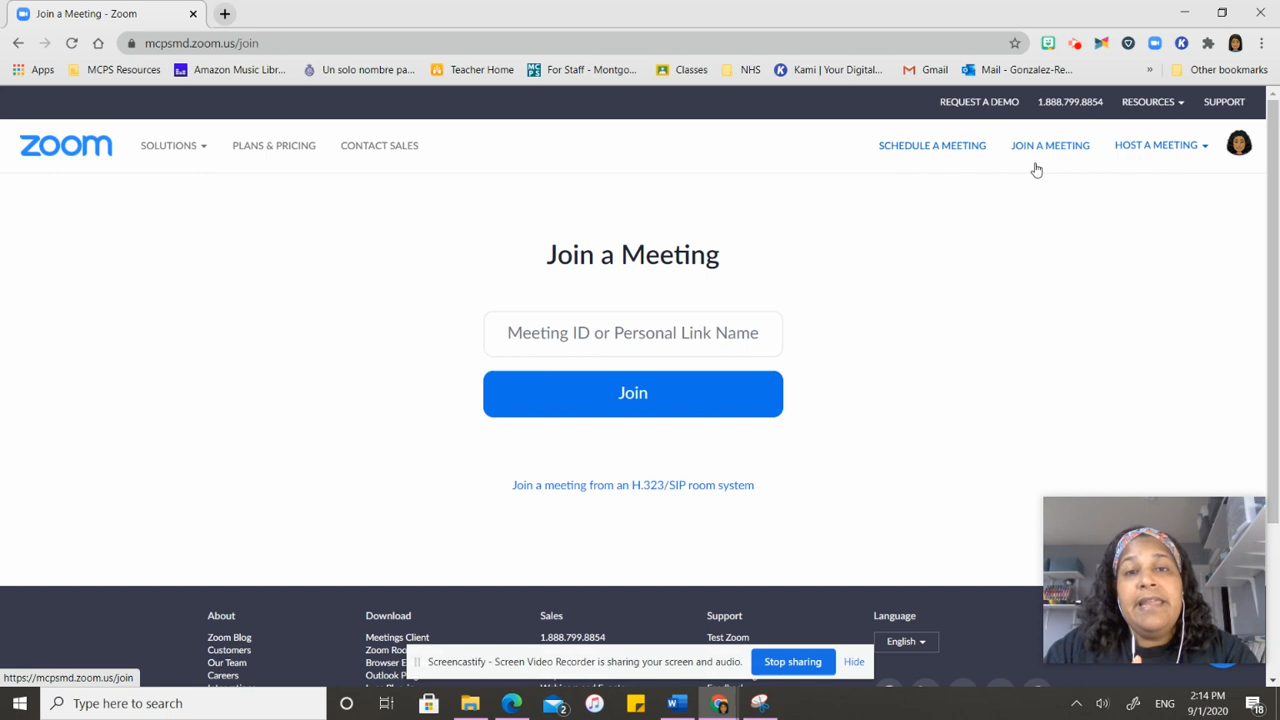 Join a Meeting - Zoom
mcpsmd.zoom.us/join
Apps MCPS Resources Amazon Music Libr... Un solo nombre pa... Teacher Home For Staff - Montgo... Classes NHS Kami | Your Digital... Gmail Mail - Gonzalez-Re... » Other bookmarks
REQUEST A DEMO 1.888.799.8854 RESOURCES SUPPORT
zoom SOLUTIONS PLANS & PRICING CONTACT SALES SCHEDULE A MEETING JOIN A MEETING HOST A MEETING
Join a Meeting
Meeting ID or Personal Link Name
Join
Join a meeting from an H.323/SIP room system
About Download Sales Support Language
Zoom Blog Meetings Client 1.888.799.8854 Test Zoom English
Customers Zoom Roo
Our Team Browser E
Careers Outlook P
Screencastify - Screen Video Recorder is sharing your screen and audio. Stop sharing Hide
https://mcpsmd.zoom.us/join
Type here to search
2
ENG
2:14 PM
9/1/2020
18